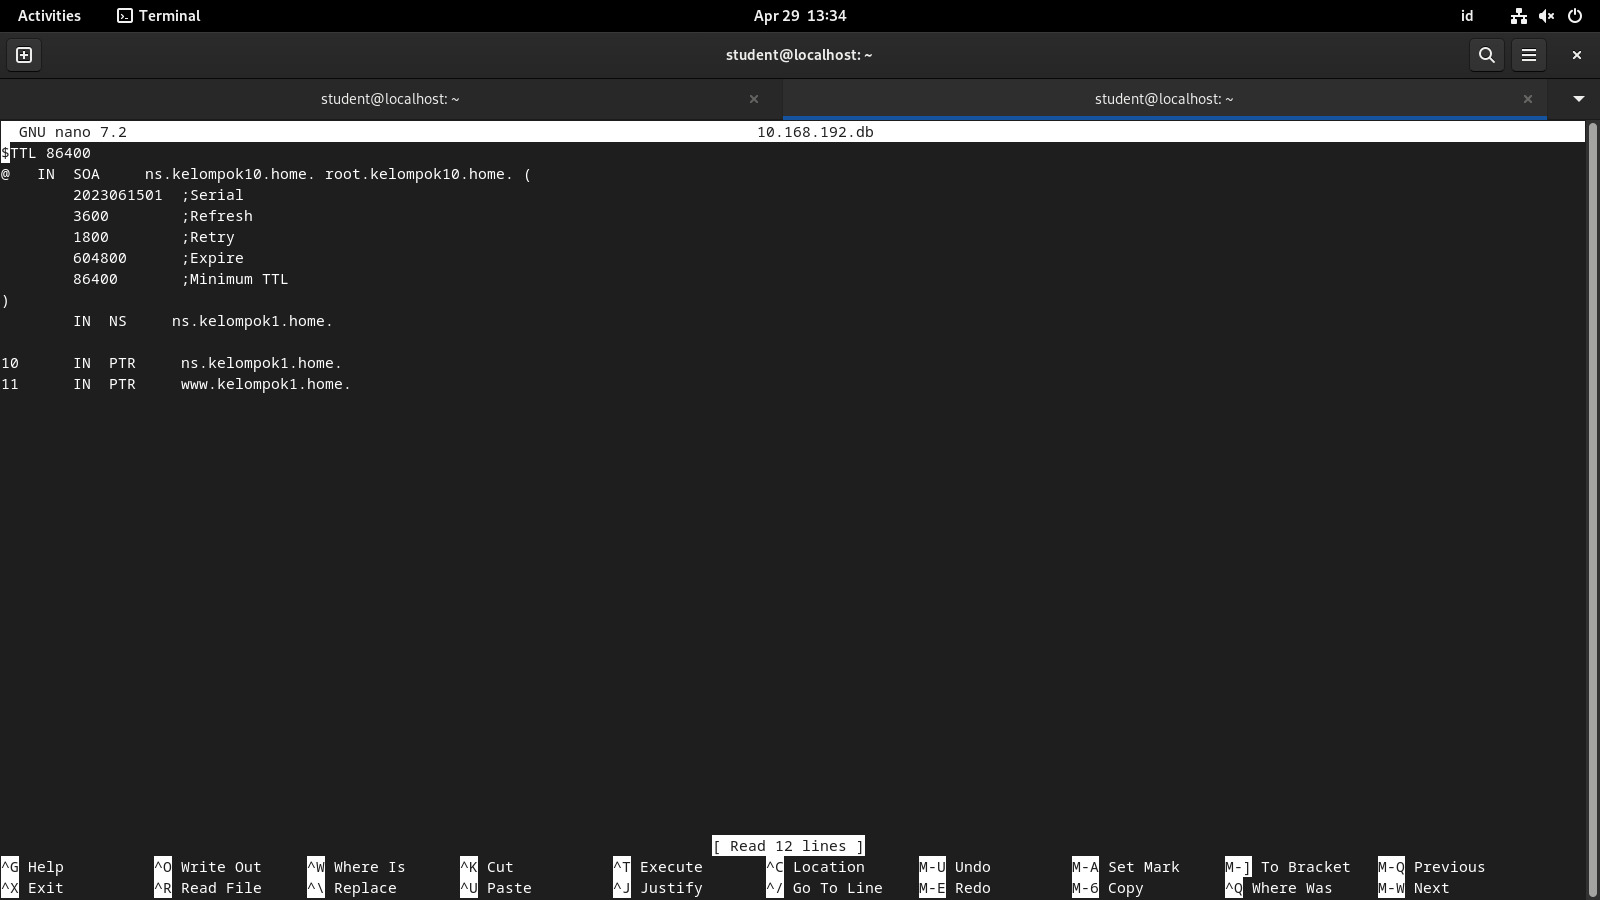 Activities Terminal Apr 29 13:34 id
student@localhost: ~
student@localhost: ~ student@localhost: ~
GNU nano 7.2 10.168.192.db
$TTL 86400
@ IN SOA ns.kelompok10.home. root.kelompok10.home. (
2023061501 ;Serial
3600 ;Refresh
1800 ;Retry
604800 ;Expire
86400 ;Minimum TTL
)
IN NS ns.kelompok1.home.
10 IN PTR ns.kelompok1.home.
11 IN PTR www.kelompok1.home.
[ Read 12 lines ]
^G Help ^O Write Out ^W Where Is ^K Cut ^T Execute ^C Location M-U Undo M-A Set Mark M-] To Bracket M-Q Previous
^X Exit ^R Read File ^\ Replace ^U Paste ^J Justify ^/ Go To Line M-E Redo M-6 Copy ^Q Where Was M-W Next